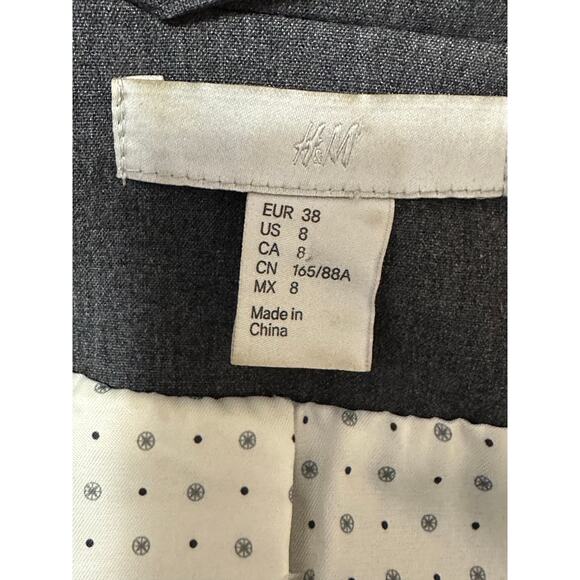 H&M
EUR 38
US 8
CA 8
CN 165/88A
MX 8
Made in
China